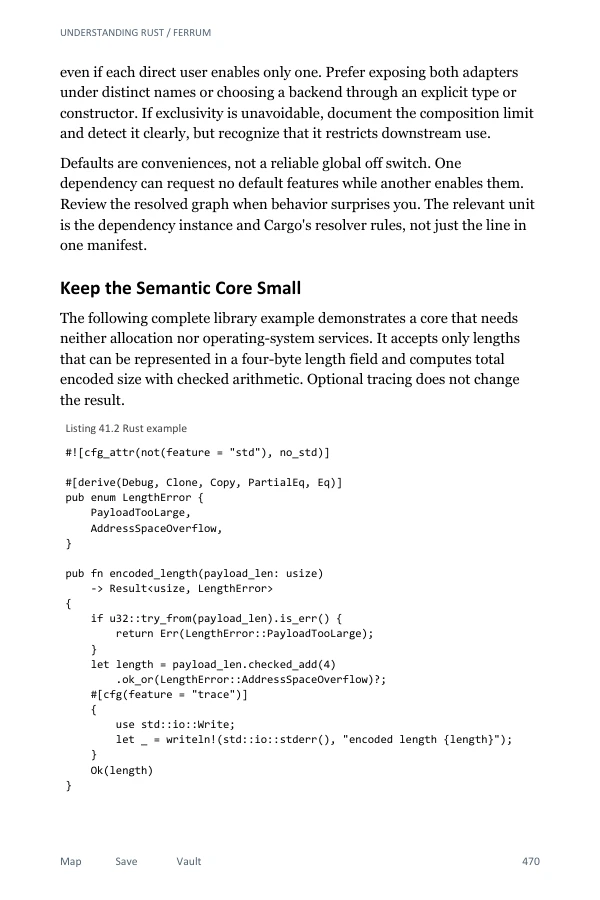 UNDERSTANDING RUST / FERRUM
even if each direct user enables only one. Prefer exposing both adapters
under distinct names or choosing a backend through an explicit type or
constructor. If exclusivity is unavoidable, document the composition limit
and detect it clearly, but recognize that it restricts downstream use.
Defaults are conveniences, not a reliable global off switch. One
dependency can request no default features while another enables them.
Review the resolved graph when behavior surprises you. The relevant unit
is the dependency instance and Cargo's resolver rules, not just the line in
one manifest.
Keep the Semantic Core Small
The following complete library example demonstrates a core that needs
neither allocation nor operating-system services. It accepts only lengths
that can be represented in a four-byte length field and computes total
encoded size with checked arithmetic. Optional tracing does not change
the result.
Listing 41.2 Rust example
#![cfg_attr(not(feature = "std"), no_std)]
#[derive(Debug, Clone, Copy, PartialEq, Eq)]
pub enum LengthError {
    PayloadTooLarge,
    AddressSpaceOverflow,
}
pub fn encoded_length(payload_len: usize)
    -> Result<usize, LengthError>
{
    if u32::try_from(payload_len).is_err() {
        return Err(LengthError::PayloadTooLarge);
    }
    let length = payload_len.checked_add(4)
        .ok_or(LengthError::AddressSpaceOverflow)?;
    #[cfg(feature = "trace")]
    {
        use std::io::Write;
        let _ = writeln!(std::io::stderr(), "encoded length {length}");
    }
    Ok(length)
}
Map Save Vault 470